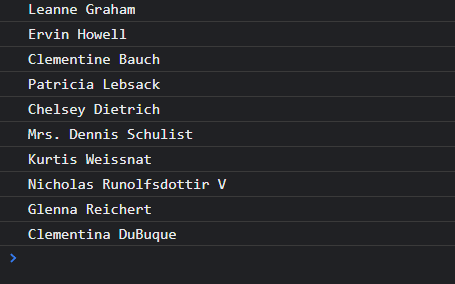 Leanne Graham
Ervin Howell
Clementine Bauch
Patricia Lebsack
Chelsey Dietrich
Mrs. Dennis Schulist
Kurtis Weissnat
Nicholas Runolfsdottir V
Glenna Reichert
Clementina DuBuque